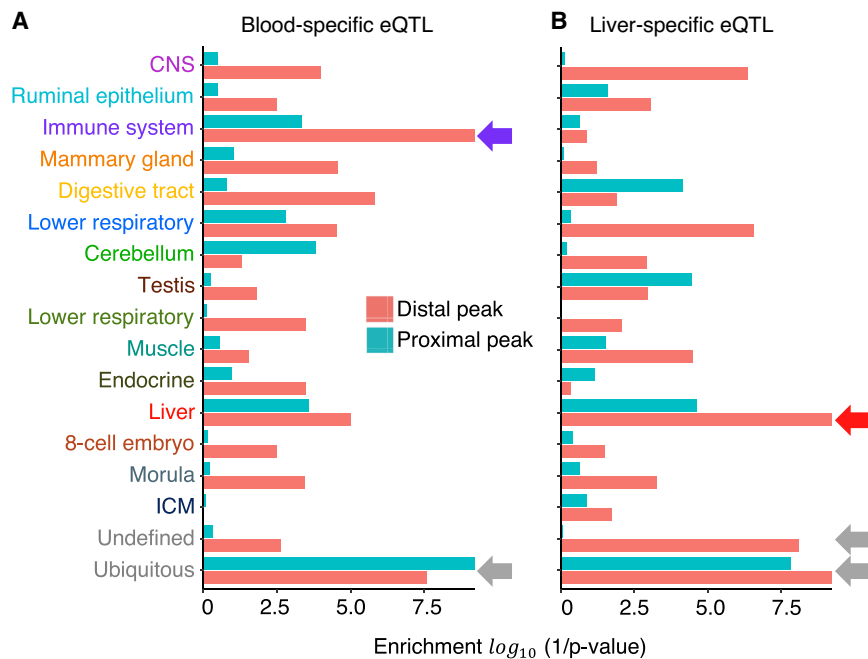 A
Blood-specific eQTL
B
Liver-specific eQTL
CNS
Ruminal epithelium
Immune system
Mammary gland
Digestive tract
Lower respiratory
Cerebellum
Testis
Lower respiratory
Muscle
Endocrine
Liver
8-cell embryo
Morula
ICM
Undefined
Ubiquitous
Distal peak
Proximal peak
0 2.5 5.0 7.5
0 2.5 5.0 7.5
Enrichment log₁₀ (1/p-value)